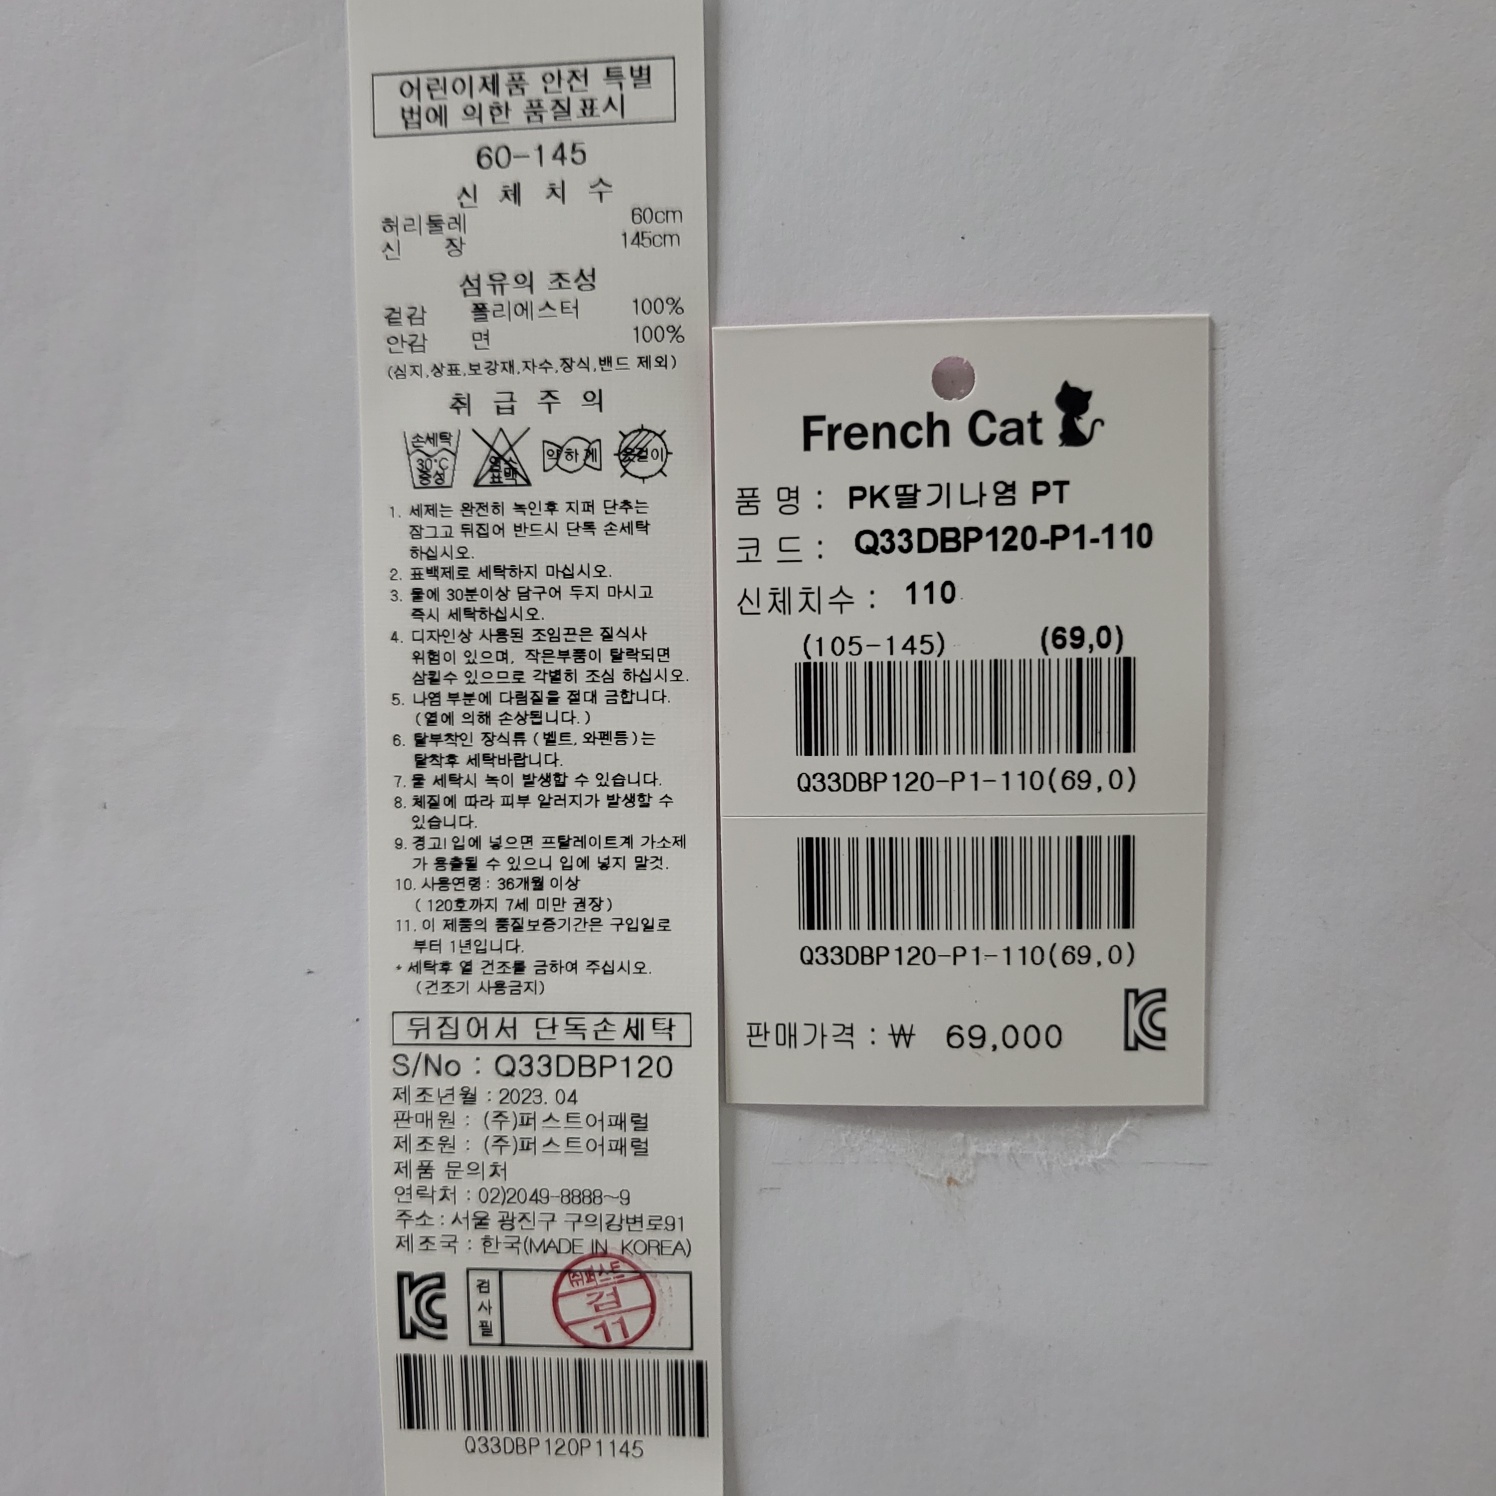 어린이제품 안전 특별
법에 의한 품질표시
60-145
신 체 치 수
허리둘레 60cm
신 장 145cm
섬유의 조성
겉감 폴리에스터 100%
안감 면 100%
(심지,상표,보강재,자수,장식,밴드 제외)
취 급 주 의
손세탁
30°C
중성
염소
표백
약하게
옷걸이
1. 세제는 완전히 녹인후 지퍼 단추는
잠그고 뒤집어 반드시 단독 손세탁
하십시오.
2. 표백제로 세탁하지 마십시오.
3. 물에 30분이상 담구어 두지 마시고
즉시 세탁하십시오.
4. 디자인상 사용된 조임끈은 질식사
위험이 있으며, 작은부품이 탈락되면
삼킬수 있으므로 각별히 조심 하십시오.
5. 나염 부분에 다림질을 절대 금합니다.
(열에 의해 손상됩니다.)
6. 탈부착인 장식류 (벨트, 와펜등)는
탈착후 세탁바랍니다.
7. 물 세탁시 녹이 발생할 수 있습니다.
8. 체질에 따라 피부 알러지가 발생할 수
있습니다.
9. 경고! 입에 넣으면 프탈레이트계 가소제
가 용출될 수 있으니 입에 넣지 말것.
10. 사용연령 : 36개월 이상
( 120호까지 7세 미만 권장)
11. 이 제품의 품질보증기간은 구입일로
부터 1년입니다.
* 세탁후 열 건조를 금하여 주십시오.
(건조기 사용금지)
뒤집어서 단독손세탁
S/No : Q33DBP120
제조년월 : 2023. 04
판매원 : (주)퍼스트어패럴
제조원 : (주)퍼스트어패럴
제품 문의처
연락처 : 02)2049-8888~9
주소 : 서울 광진구 구의강변로91
제조국 : 한국(MADE IN KOREA)
KC
검사필
㈜퍼스트
검
11
Q33DBP120P1145
French Cat
품 명 : PK딸기나염 PT
코 드 : Q33DBP120-P1-110
신체치수 : 110
(105-145) (69,0)
Q33DBP120-P1-110(69,0)
Q33DBP120-P1-110(69,0)
판매가격 : ₩ 69,000
KC